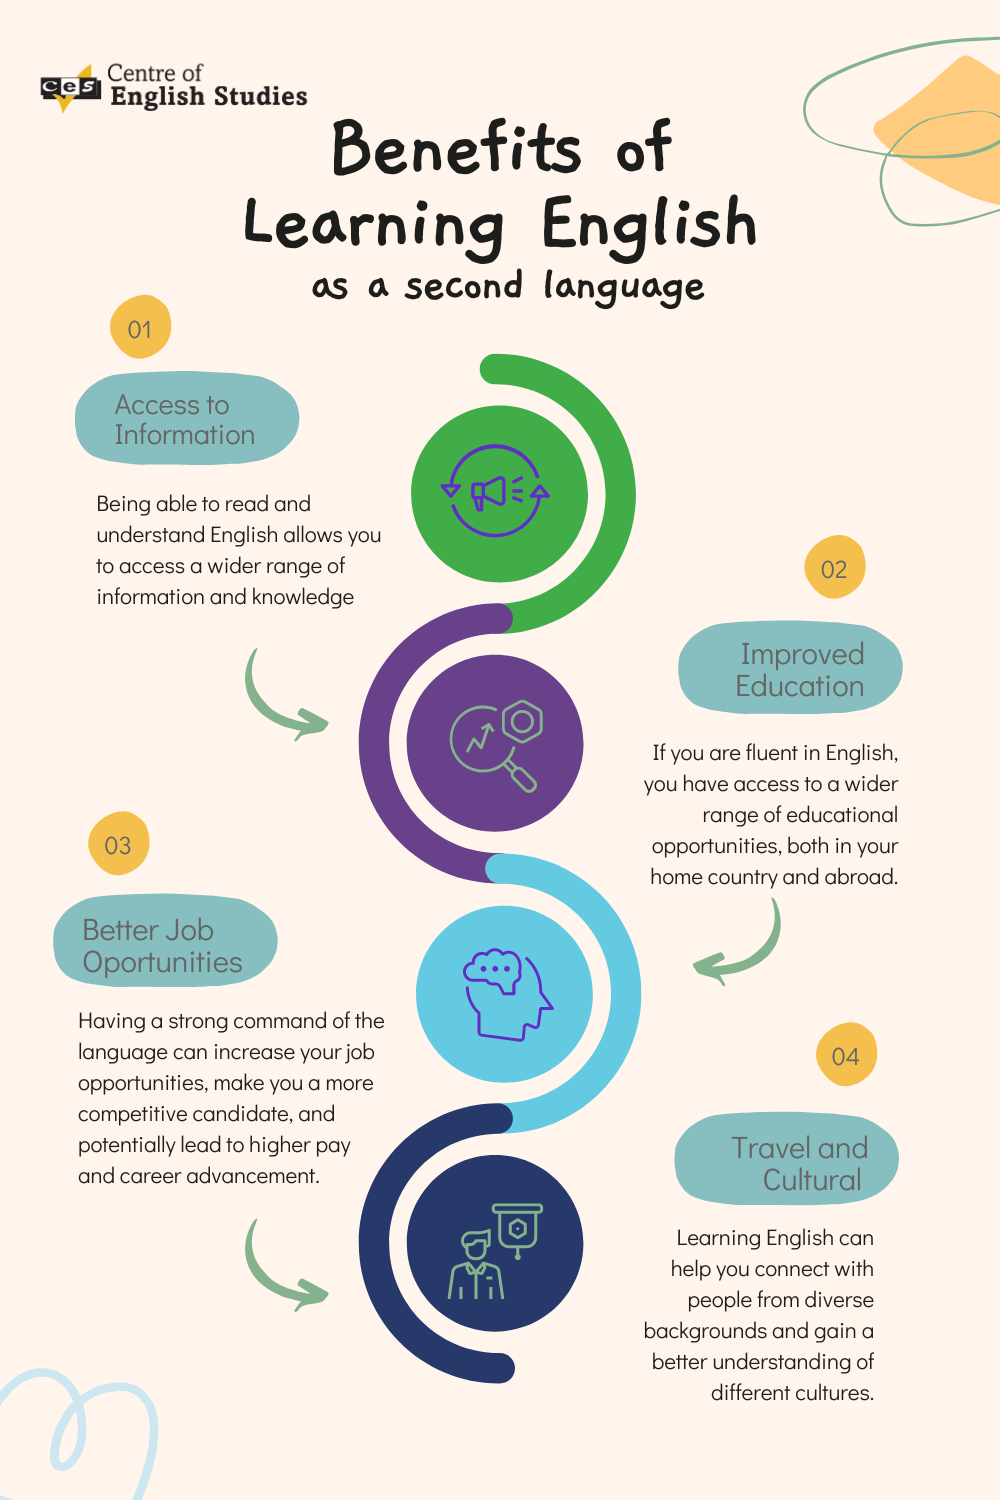 ces
Centre of
English Studies
Benefits of
Learning English
as a second language
01
Access to
Information
Being able to read and
understand English allows you
to access a wider range of
information and knowledge
02
Improved
Education
If you are fluent in English,
you have access to a wider
range of educational
opportunities, both in your
home country and abroad.
03
Better Job
Oportunities
Having a strong command of the
language can increase your job
opportunities, make you a more
competitive candidate, and
potentially lead to higher pay
and career advancement.
04
Travel and
Cultural
Learning English can
help you connect with
people from diverse
backgrounds and gain a
better understanding of
different cultures.